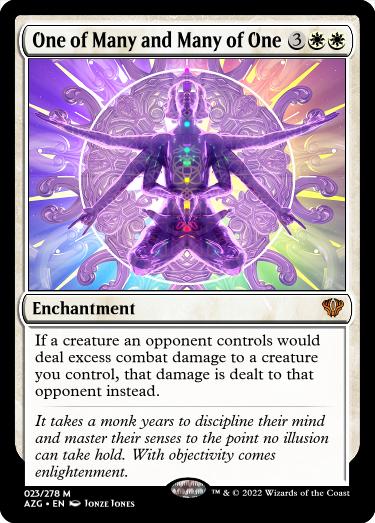 One of Many and Many of One 3
Enchantment
If a creature an opponent controls would
deal excess combat damage to a creature
you control, that damage is dealt to that
opponent instead.
It takes a monk years to discipline their mind
and master their senses to the point no illusion
can take hold. With objectivity comes
enlightenment.
023/278 M
AZG • EN Jonze Jones
™ & © 2022 Wizards of the Coast